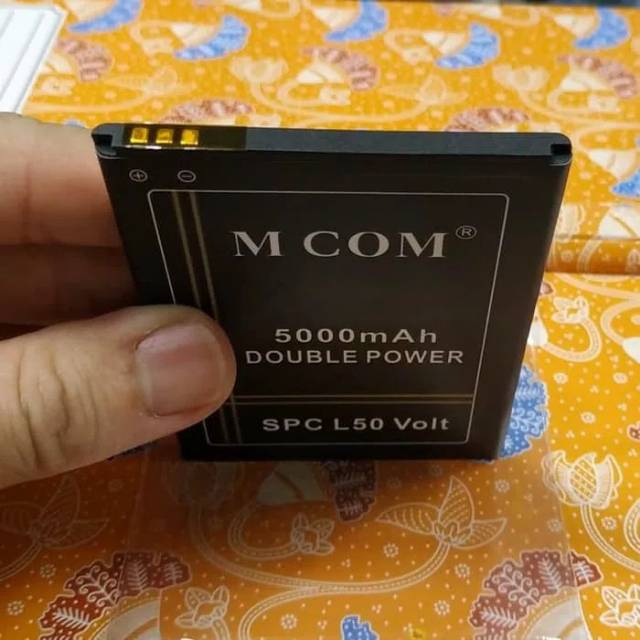 ⊕ ⊖
M COM®
5000mAh
DOUBLE POWER
SPC L50 Volt